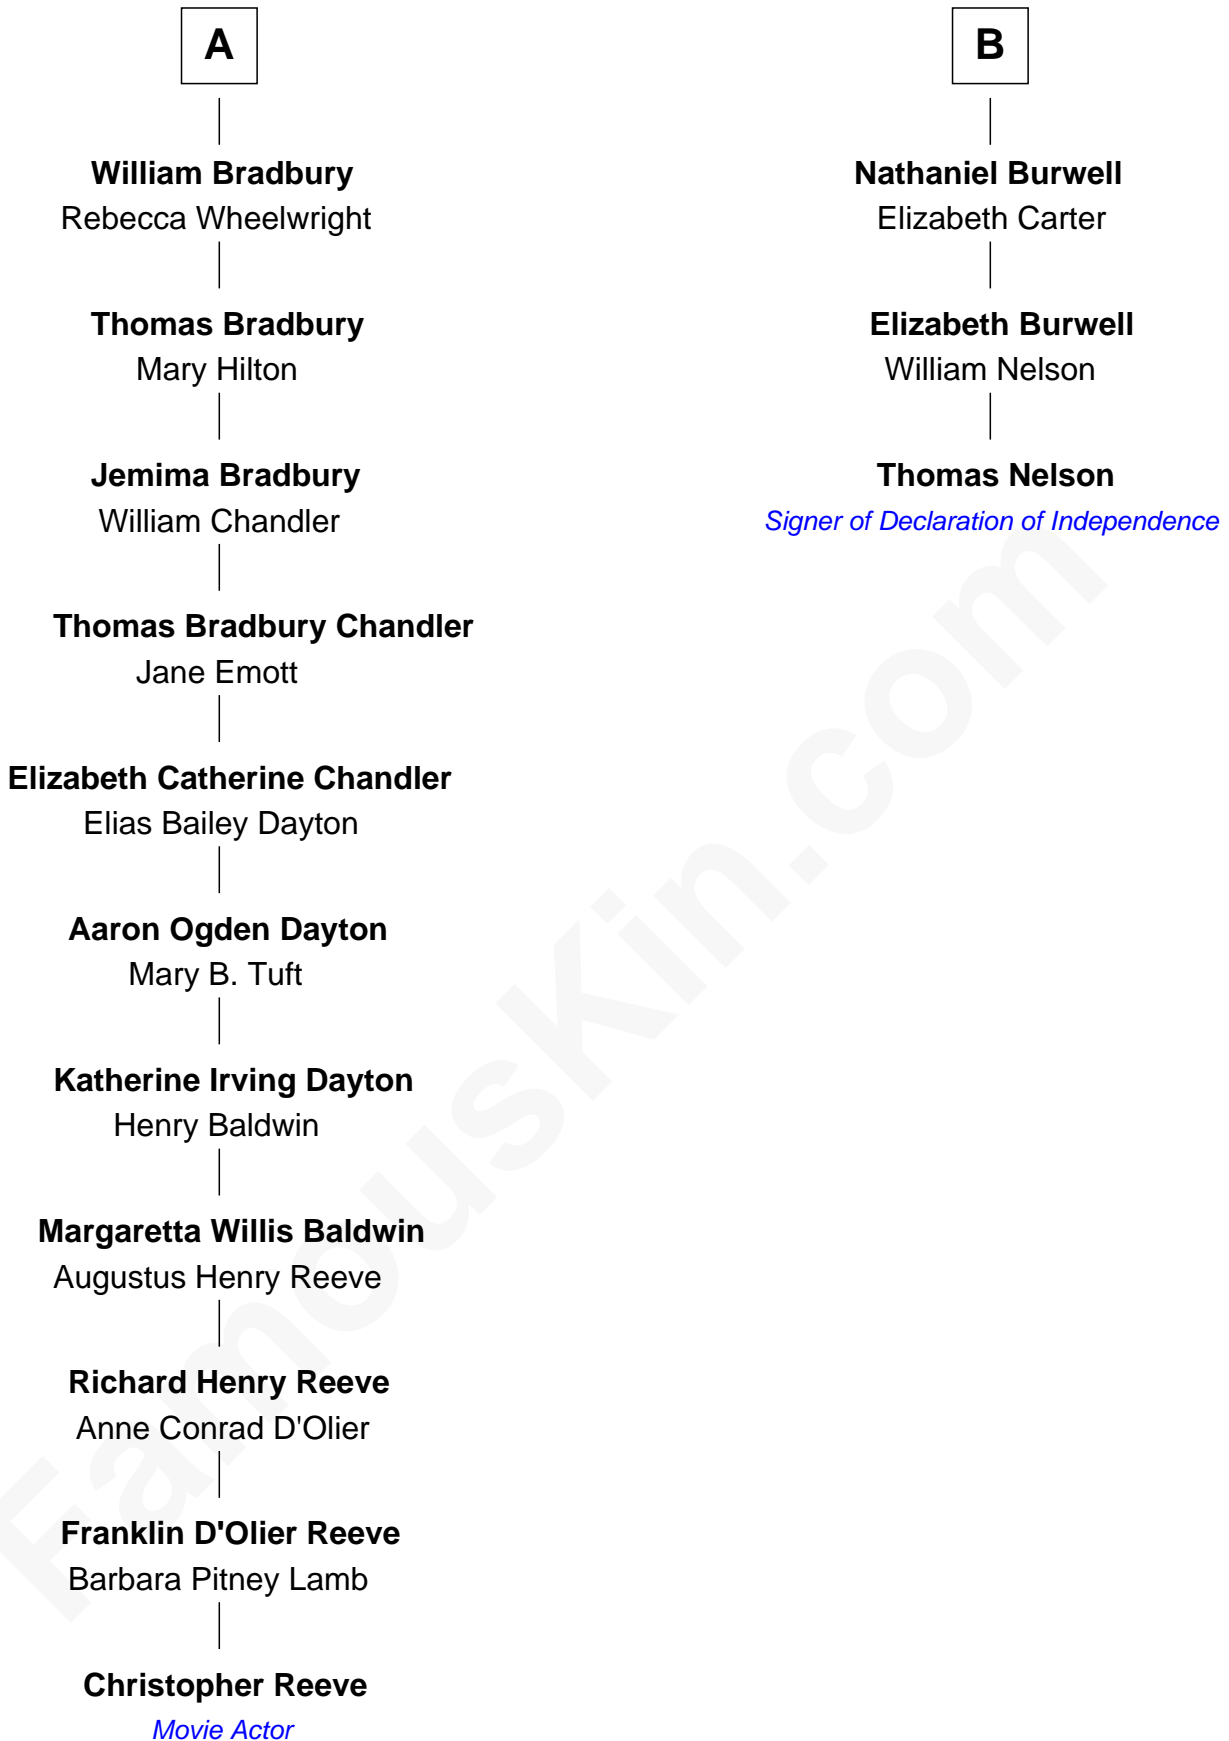 A
William Bradbury
Rebecca Wheelwright
Thomas Bradbury
Mary Hilton
Jemima Bradbury
William Chandler
Thomas Bradbury Chandler
Jane Emott
Elizabeth Catherine Chandler
Elias Bailey Dayton
Aaron Ogden Dayton
Mary B. Tuft
Katherine Irving Dayton
Henry Baldwin
Margaretta Willis Baldwin
Augustus Henry Reeve
Richard Henry Reeve
Anne Conrad D'Olier
Franklin D'Olier Reeve
Barbara Pitney Lamb
Christopher Reeve
Movie Actor
B
Nathaniel Burwell
Elizabeth Carter
Elizabeth Burwell
William Nelson
Thomas Nelson
Signer of Declaration of Independence
FamousKin.com